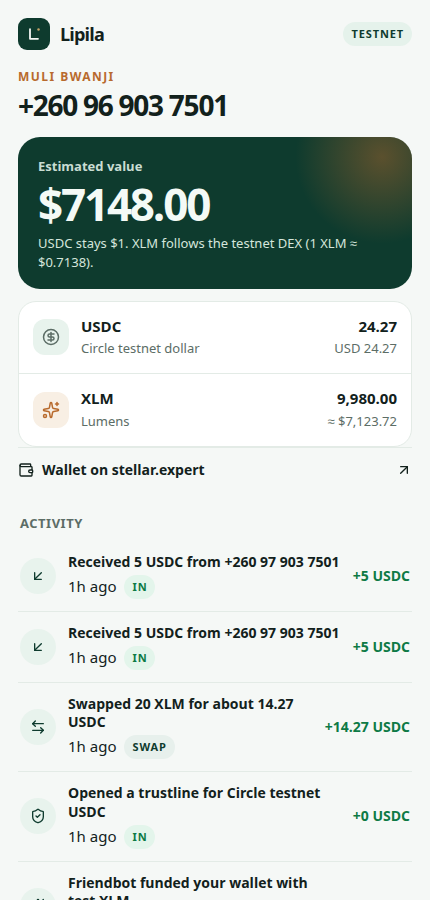 Lipila
TESTNET
MULI BWANJI
+260 96 903 7501
Estimated value
$7148.00
USDC stays $1. XLM follows the testnet DEX (1 XLM ≈
$0.7138).
USDC
24.27
Circle testnet dollar
USD 24.27
XLM
9,980.00
Lumens
≈ $7,123.72
Wallet on stellar.expert
ACTIVITY
Received 5 USDC from +260 97 903 7501
1h ago IN
+5 USDC
Received 5 USDC from +260 97 903 7501
1h ago IN
+5 USDC
Swapped 20 XLM for about 14.27
USDC
1h ago SWAP
+14.27 USDC
Opened a trustline for Circle testnet
USDC
1h ago IN
+0 USDC
Friendbot funded your wallet with
test XLM